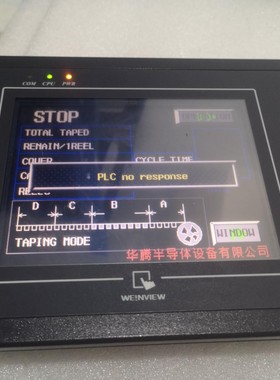 COM CPU PWR
STOP
TOTAL TAPED
REMAIN/1REEL
COVER CYCLE TIME
PLC no response
D C B A
TAPING MODE
WINDOW
华腾半导体设备有限公司
WEINVIEW